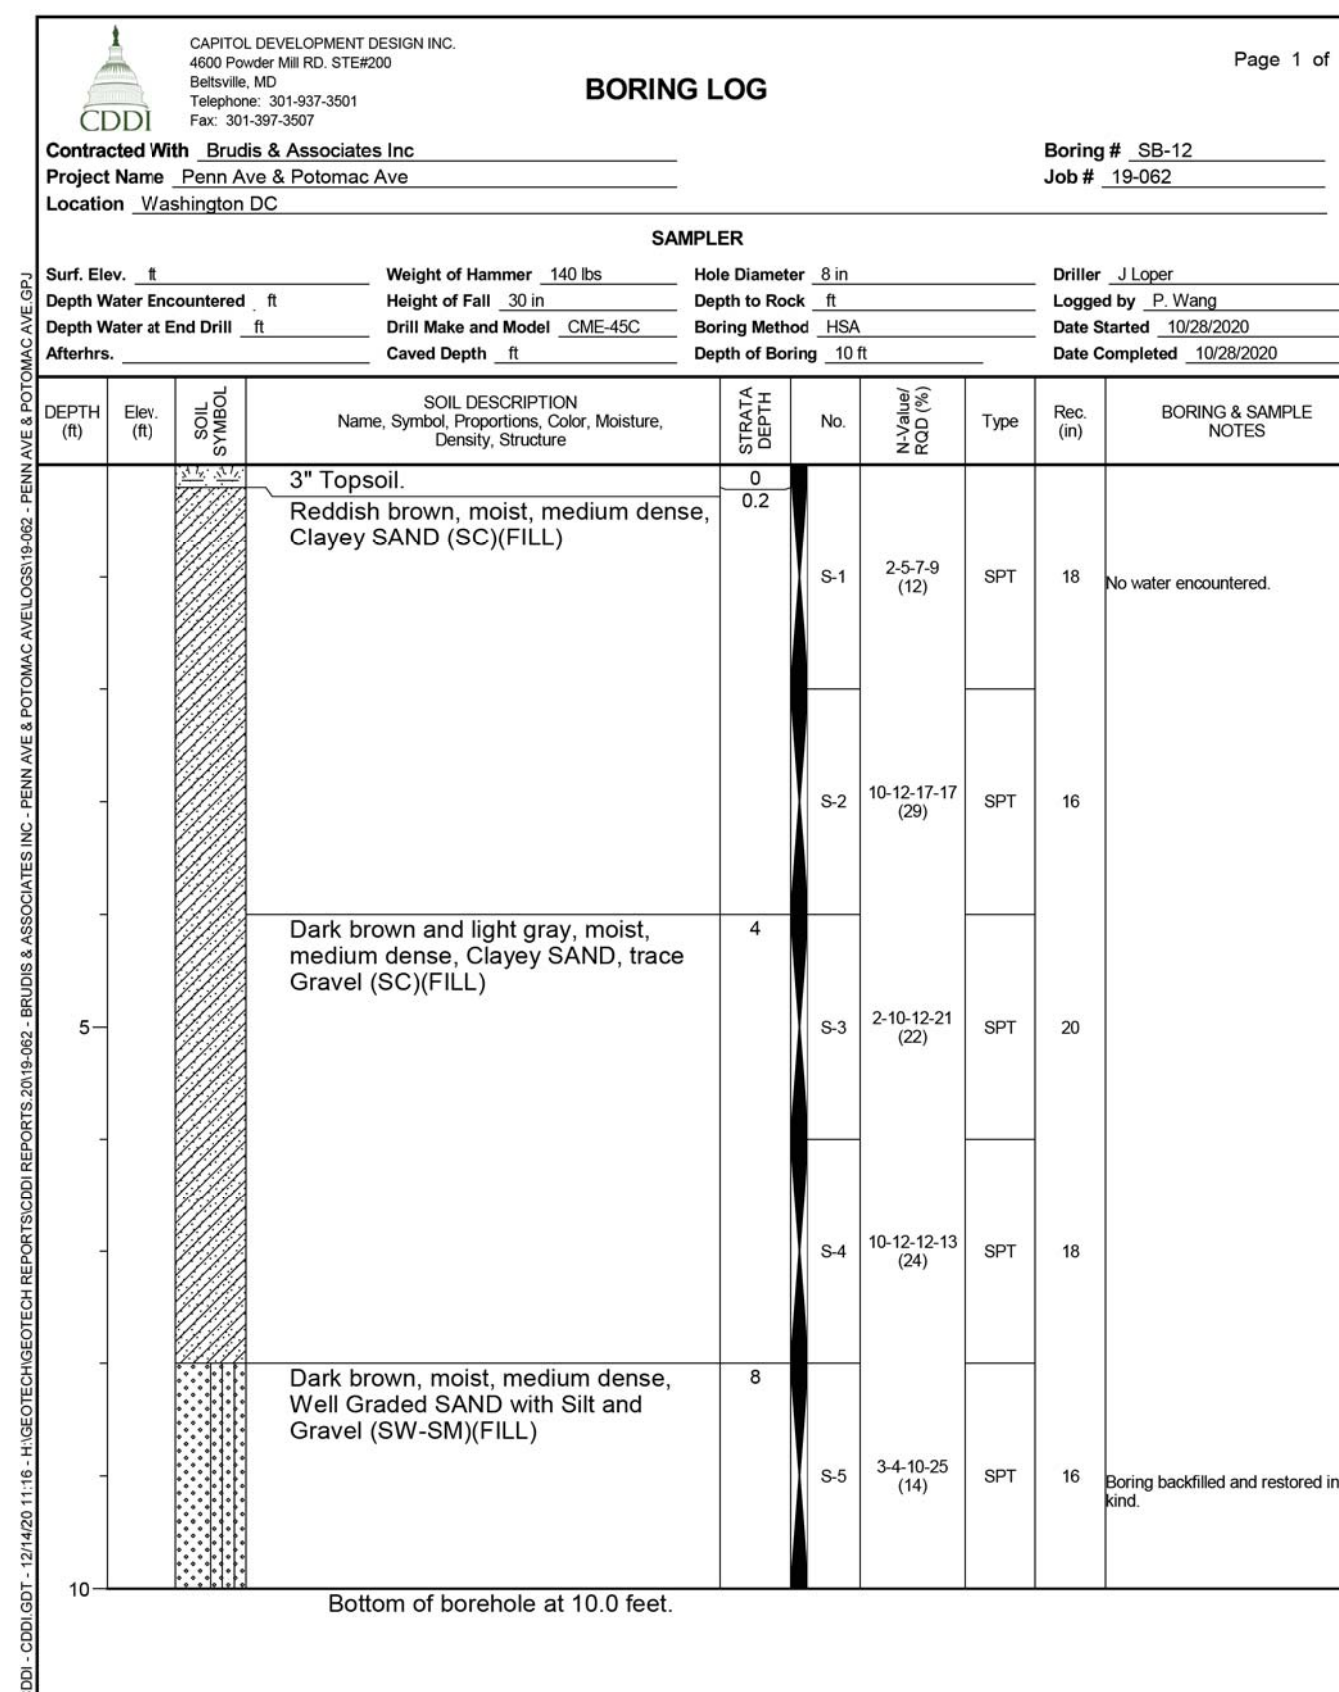 CAPITOL DEVELOPMENT DESIGN INC.
4600 Powder Mill RD. STE#200
Beltsville, MD
Telephone: 301-937-3501
Fax: 301-397-3507
CDDI
BORING LOG
Page 1 of
Contracted With Brudis & Associates Inc
Boring # SB-12
Project Name Penn Ave & Potomac Ave
Job # 19-062
Location Washington DC
SAMPLER
Surf. Elev. ft Weight of Hammer 140 lbs Hole Diameter 8 in Driller J Loper
Depth Water Encountered ft Height of Fall 30 in Depth to Rock ft Logged by P. Wang
Depth Water at End Drill ft Drill Make and Model CME-45C Boring Method HSA Date Started 10/28/2020
Afterhrs. Caved Depth ft Depth of Boring 10 ft Date Completed 10/28/2020
DEPTH (ft)
Elev. (ft)
SOIL SYMBOL
SOIL DESCRIPTION
Name, Symbol, Proportions, Color, Moisture,
Density, Structure
STRATA DEPTH
No.
N-Value/ RQD (%)
Type
Rec. (in)
BORING & SAMPLE NOTES
3" Topsoil. 0
0.2
Reddish brown, moist, medium dense,
Clayey SAND (SC)(FILL)
S-1 2-5-7-9 (12) SPT 18 No water encountered.
S-2 10-12-17-17 (29) SPT 16
Dark brown and light gray, moist, 4
medium dense, Clayey SAND, trace
Gravel (SC)(FILL)
5 S-3 2-10-12-21 (22) SPT 20
S-4 10-12-12-13 (24) SPT 18
Dark brown, moist, medium dense, 8
Well Graded SAND with Silt and
Gravel (SW-SM)(FILL)
S-5 3-4-10-25 (14) SPT 16 Boring backfilled and restored in
kind.
10
Bottom of borehole at 10.0 feet.
CDDI.GDT - 12/14/20 11:16 - H:\GEOTECH\GEOTECH REPORTS\CDDI REPORTS.20\19-062 - BRUDIS & ASSOCIATES INC - PENN AVE & POTOMAC AVE\LOGS\19-062 - PENN AVE & POTOMAC AVE.GPJ